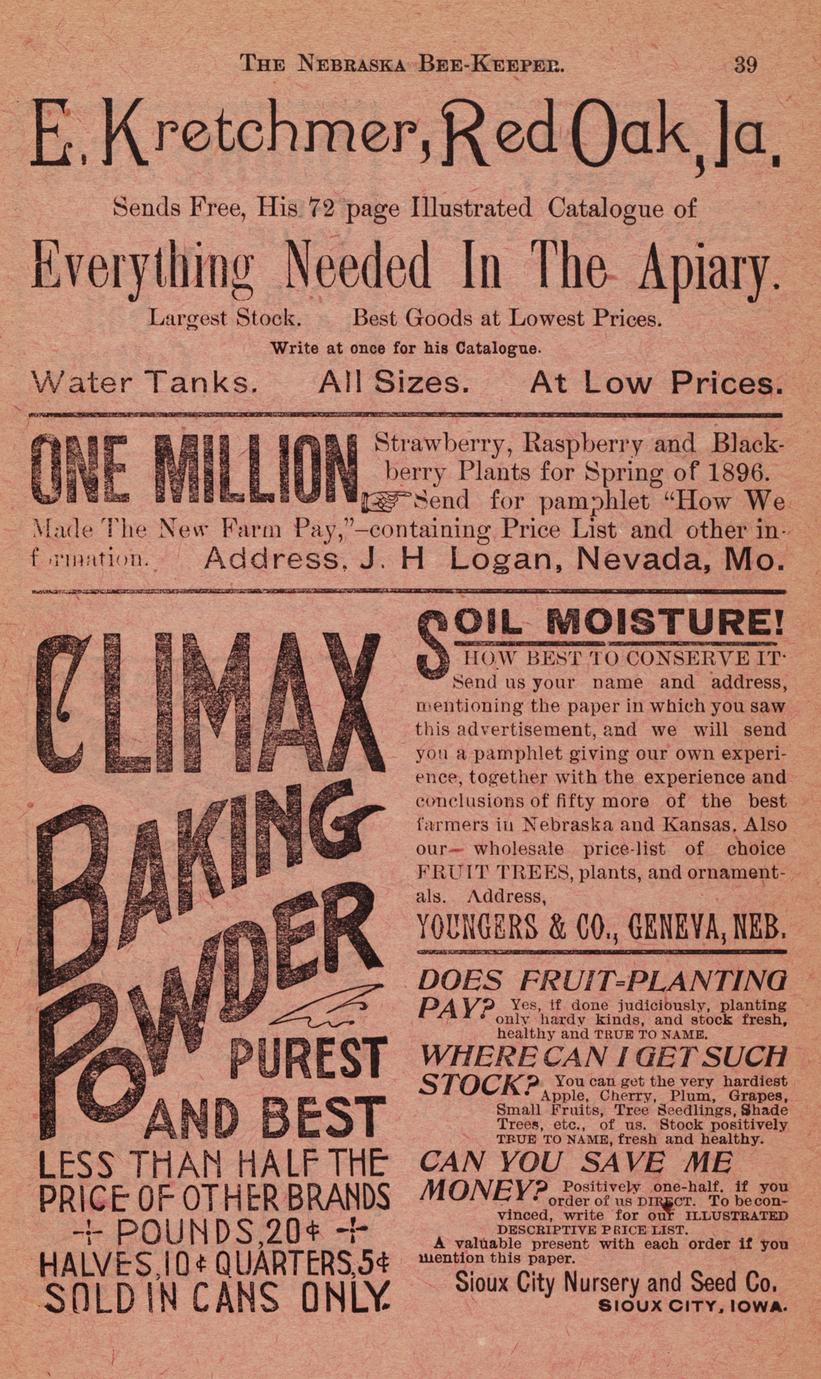 THE NEBRASKA BEE-KEEPER. 39
E. Kretchmer, Red Oak, Ia.
Sends Free, His 72 page Illustrated Catalogue of
Everything Needed In The Apiary.
Largest Stock. Best Goods at Lowest Prices.
Write at once for his Catalogue.
Water Tanks. All Sizes. At Low Prices.
ONE MILLION Strawberry, Raspberry and Black-
berry Plants for Spring of 1896.
☞Send for pamphlet “How We
Made The New Farm Pay,”–containing Price List and other in-
f rmation. Address, J. H Logan, Nevada, Mo.
CLIMAX
BAKING
POWDER
PUREST
AND BEST
LESS THAN HALF THE
PRICE OF OTHER BRANDS
POUNDS, 20¢
HALVES, 10¢ QUARTERS, 5¢
SOLD IN CANS ONLY.
SOIL MOISTURE!
HOW BEST TO CONSERVE IT·
Send us your name and address,
mentioning the paper in which you saw
this advertisement, and we will send
you a pamphlet giving our own experi-
ence, together with the experience and
conclusions of fifty more of the best
farmers in Nebraska and Kansas. Also
our wholesale price-list of choice
FRUIT TREES, plants, and ornament-
als. Address,
YOUNGERS & CO., GENEVA, NEB.
DOES FRUIT=PLANTING
PAY? Yes, if done judiciously, planting
only hardy kinds, and stock fresh,
healthy and TRUE TO NAME.
WHERE CAN I GET SUCH
STOCK? You can get the very hardiest
Apple, Cherry, Plum, Grapes,
Small Fruits, Tree Seedlings, Shade
Trees, etc., of us. Stock positively
TRUE TO NAME, fresh and healthy.
CAN YOU SAVE ME
MONEY? Positively one-half, if you
order of us DIRECT. To be con-
vinced, write for our ILLUSTRATED
DESCRIPTIVE PRICE LIST.
A valuable present with each order if you
mention this paper.
Sioux City Nursery and Seed Co.
SIOUX CITY, IOWA.